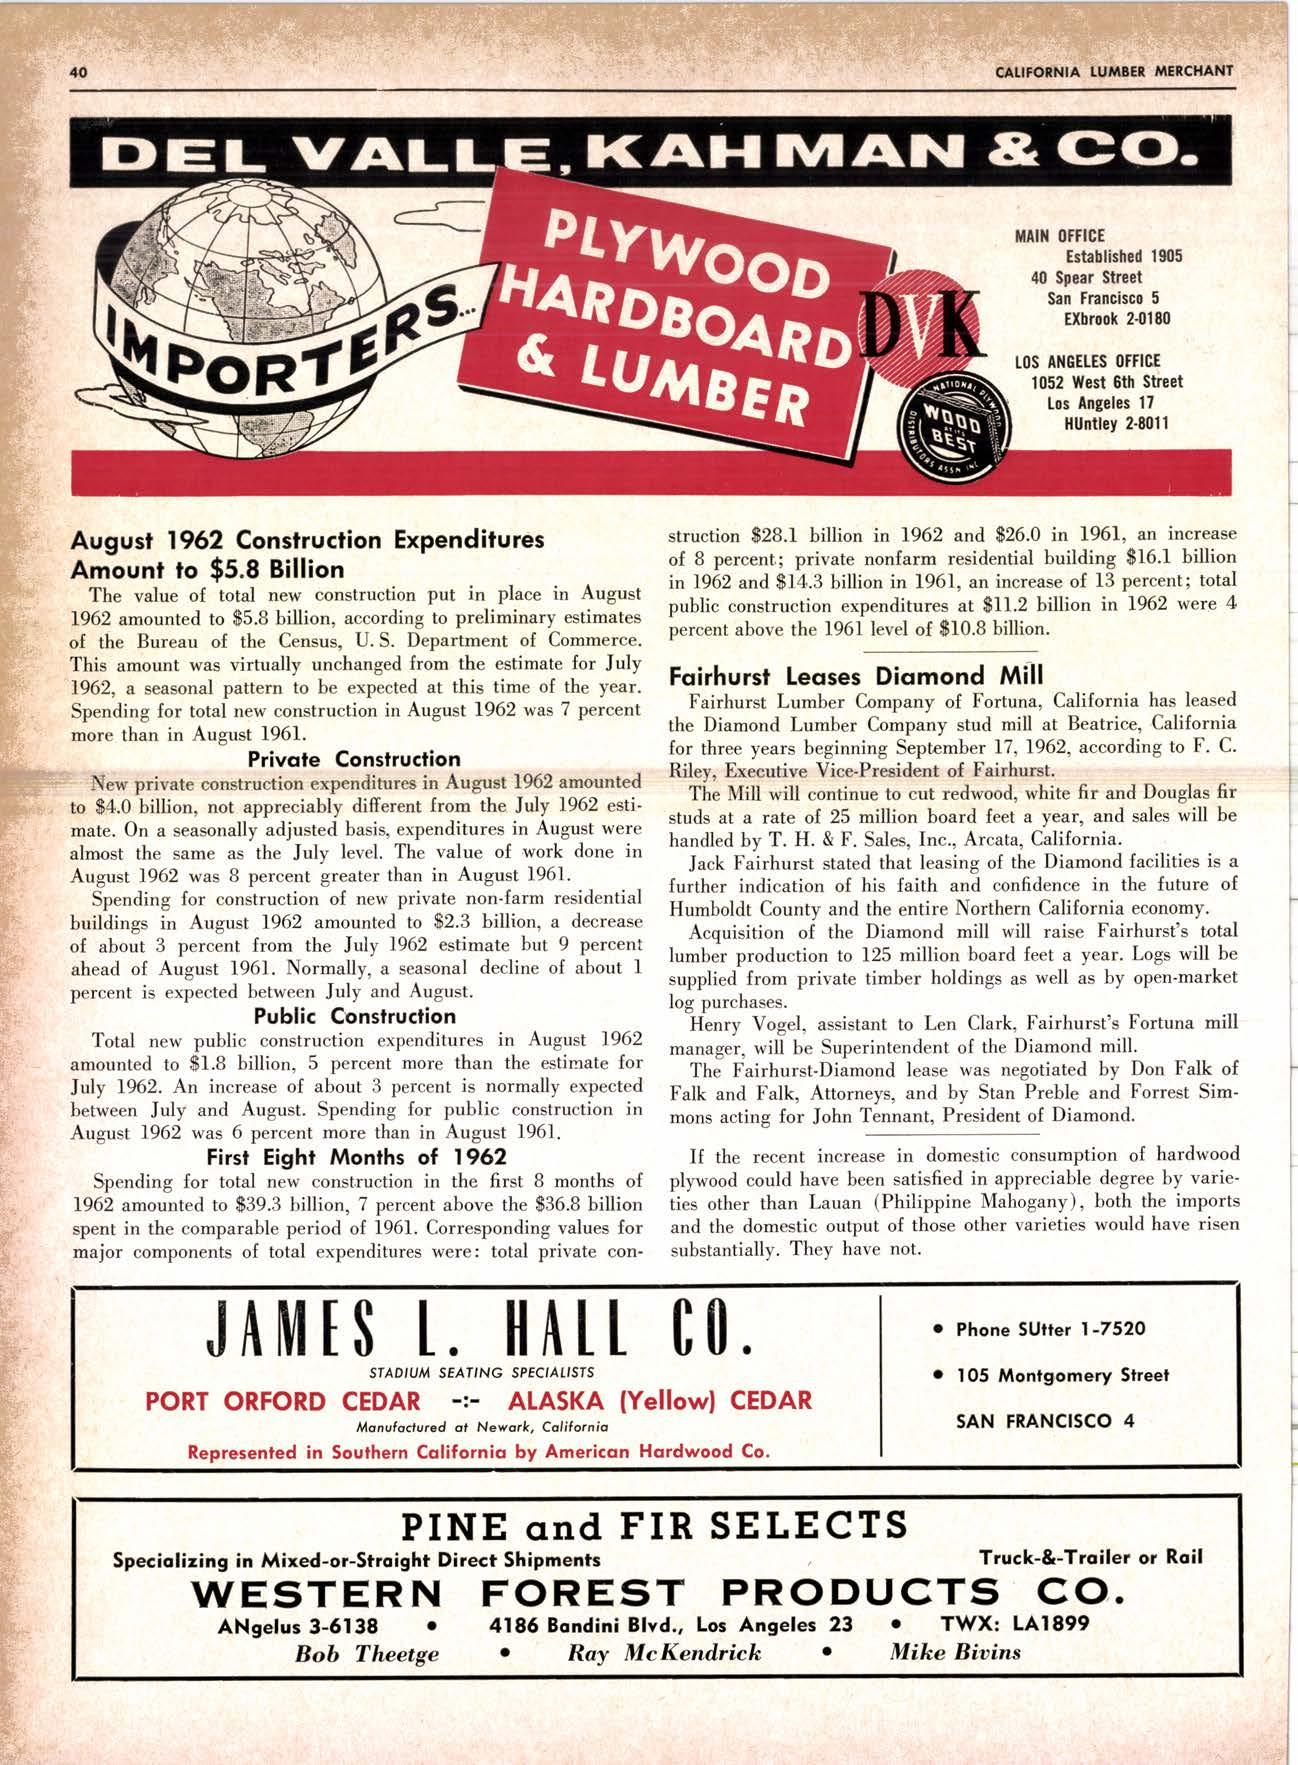 40
CALIFORNIA LUMBER MERCHANT
DEL VALLE, KAHMAN & CO.
IMPORTERS...
PLYWOOD
HARDBOARD
& LUMBER
DVK
NATIONAL PLYWOOD
DISTRIBUTORS ASSN INC
WOOD
AT ITS
BEST
MAIN OFFICE
Established 1905
40 Spear Street
San Francisco 5
EXbrook 2-0180
LOS ANGELES OFFICE
1052 West 6th Street
Los Angeles 17
HUntley 2-8011
August 1962 Construction Expenditures
Amount to $5.8 Billion
The value of total new construction put in place in August
1962 amounted to $5.8 billion, according to preliminary estimates
of the Bureau of the Census, U. S. Department of Commerce.
This amount was virtually unchanged from the estimate for July
1962, a seasonal pattern to be expected at this time of the year.
Spending for total new construction in August 1962 was 7 percent
more than in August 1961.
Private Construction
New private construction expenditures in August 1962 amounted
to $4.0 billion, not appreciably different from the July 1962 esti-
mate. On a seasonally adjusted basis, expenditures in August were
almost the same as the July level. The value of work done in
August 1962 was 8 percent greater than in August 1961.
Spending for construction of new private non-farm residential
buildings in August 1962 amounted to $2.3 billion, a decrease
of about 3 percent from the July 1962 estimate but 9 percent
ahead of August 1961. Normally, a seasonal decline of about 1
percent is expected between July and August.
Public Construction
Total new public construction expenditures in August 1962
amounted to $1.8 billion, 5 percent more than the estimate for
July 1962. An increase of about 3 percent is normally expected
between July and August. Spending for public construction in
August 1962 was 6 percent more than in August 1961.
First Eight Months of 1962
Spending for total new construction in the first 8 months of
1962 amounted to $39.3 billion, 7 percent above the $36.8 billion
spent in the comparable period of 1961. Corresponding values for
major components of total expenditures were: total private con-
struction $28.1 billion in 1962 and $26.0 in 1961, an increase
of 8 percent; private nonfarm residential building $16.1 billion
in 1962 and $14.3 billion in 1961, an increase of 13 percent; total
public construction expenditures at $11.2 billion in 1962 were 4
percent above the 1961 level of $10.8 billion.
Fairhurst Leases Diamond Mill
Fairhurst Lumber Company of Fortuna, California has leased
the Diamond Lumber Company stud mill at Beatrice, California
for three years beginning September 17, 1962, according to F. C.
Riley, Executive Vice-President of Fairhurst.
The Mill will continue to cut redwood, white fir and Douglas fir
studs at a rate of 25 million board feet a year, and sales will be
handled by T. H. & F. Sales, Inc., Arcata, California.
Jack Fairhurst stated that leasing of the Diamond facilities is a
further indication of his faith and confidence in the future of
Humboldt County and the entire Northern California economy.
Acquisition of the Diamond mill will raise Fairhurst's total
lumber production to 125 million board feet a year. Logs will be
supplied from private timber holdings as well as by open-market
log purchases.
Henry Vogel, assistant to Len Clark, Fairhurst's Fortuna mill
manager, will be Superintendent of the Diamond mill.
The Fairhurst-Diamond lease was negotiated by Don Falk of
Falk and Falk, Attorneys, and by Stan Preble and Forrest Sim-
mons acting for John Tennant, President of Diamond.
If the recent increase in domestic consumption of hardwood
plywood could have been satisfied in appreciable degree by varie-
ties other than Lauan (Philippine Mahogany), both the imports
and the domestic output of those other varieties would have risen
substantially. They have not.
JAMES L. HALL CO.
STADIUM SEATING SPECIALISTS
PORT ORFORD CEDAR -:- ALASKA (Yellow) CEDAR
Manufactured at Newark, California
Represented in Southern California by American Hardwood Co.
• Phone SUtter 1-7520
• 105 Montgomery Street
SAN FRANCISCO 4
PINE and FIR SELECTS
Specializing in Mixed-or-Straight Direct Shipments
Truck-&-Trailer or Rail
WESTERN FOREST PRODUCTS CO.
ANgelus 3-6138 • 4186 Bandini Blvd., Los Angeles 23 • TWX: LA1899
Bob Theetge • Ray McKendrick • Mike Bivins